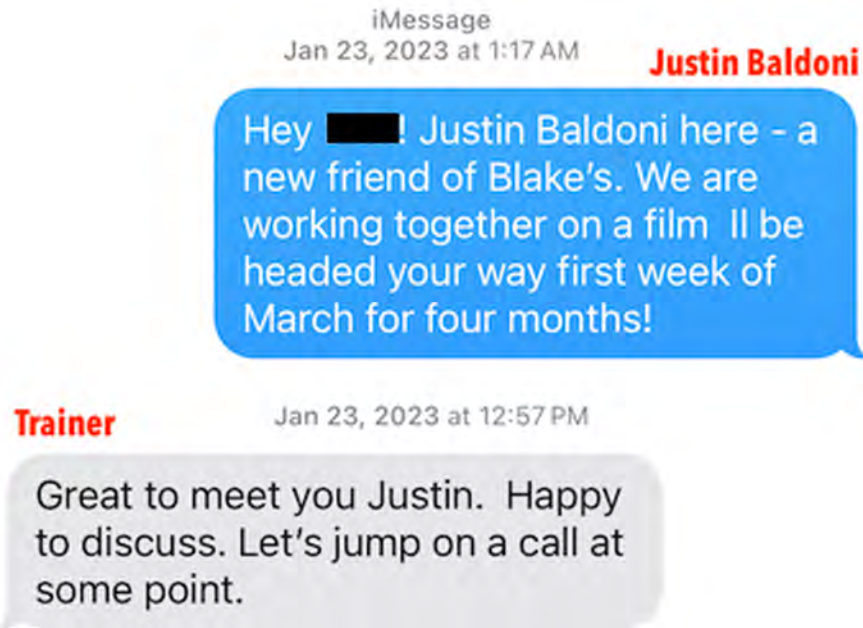 iMessage
Jan 23, 2023 at 1:17 AM
Justin Baldoni
Hey ! Justin Baldoni here - a
new friend of Blake's. We are
working together on a film ll be
headed your way first week of
March for four months!
Trainer
Jan 23, 2023 at 12:57 PM
Great to meet you Justin.  Happy
to discuss. Let's jump on a call at
some point.